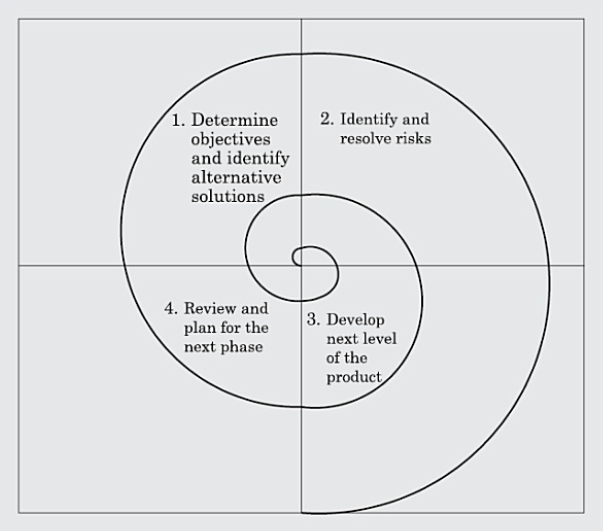 1. Determine
objectives
and identify
alternative
solutions
2. Identify and
resolve risks
4. Review and
plan for the
next phase
3. Develop
next level
of the
product